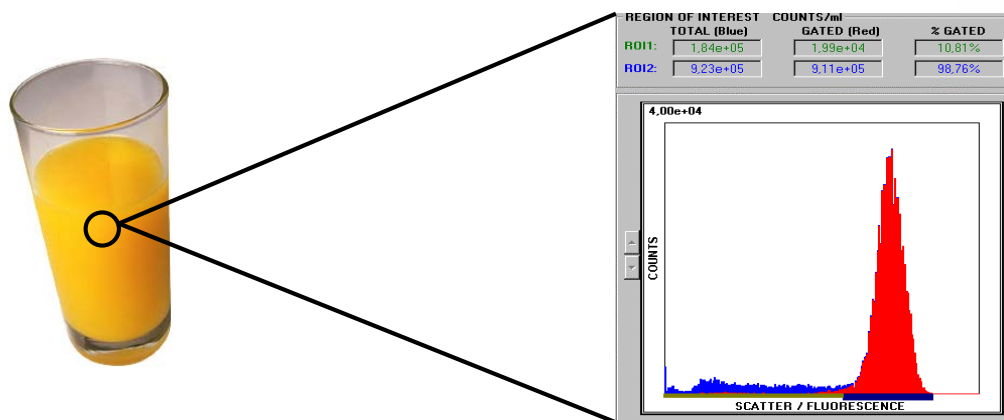 REGION OF INTEREST COUNTS/ml
TOTAL (Blue) GATED (Red) % GATED
ROI1: 1,84e+05 1,99e+04 10,81%
ROI2: 9,23e+05 9,11e+05 98,76%
4,00e+04
COUNTS
SCATTER / FLUORESCENCE